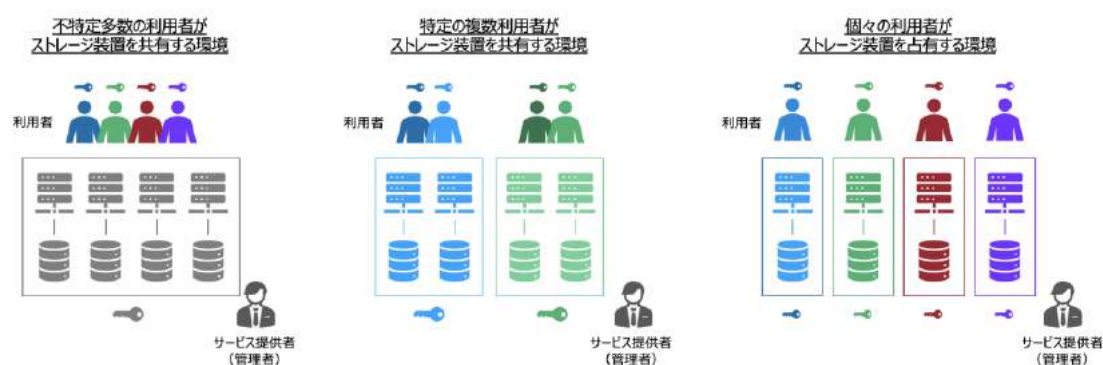 不特定多数の利用者が
ストレージ装置を共有する環境
利用者
サービス提供者
（管理者）
特定の複数利用者が
ストレージ装置を共有する環境
利用者
サービス提供者
（管理者）
個々の利用者が
ストレージ装置を占有する環境
利用者
サービス提供者
（管理者）